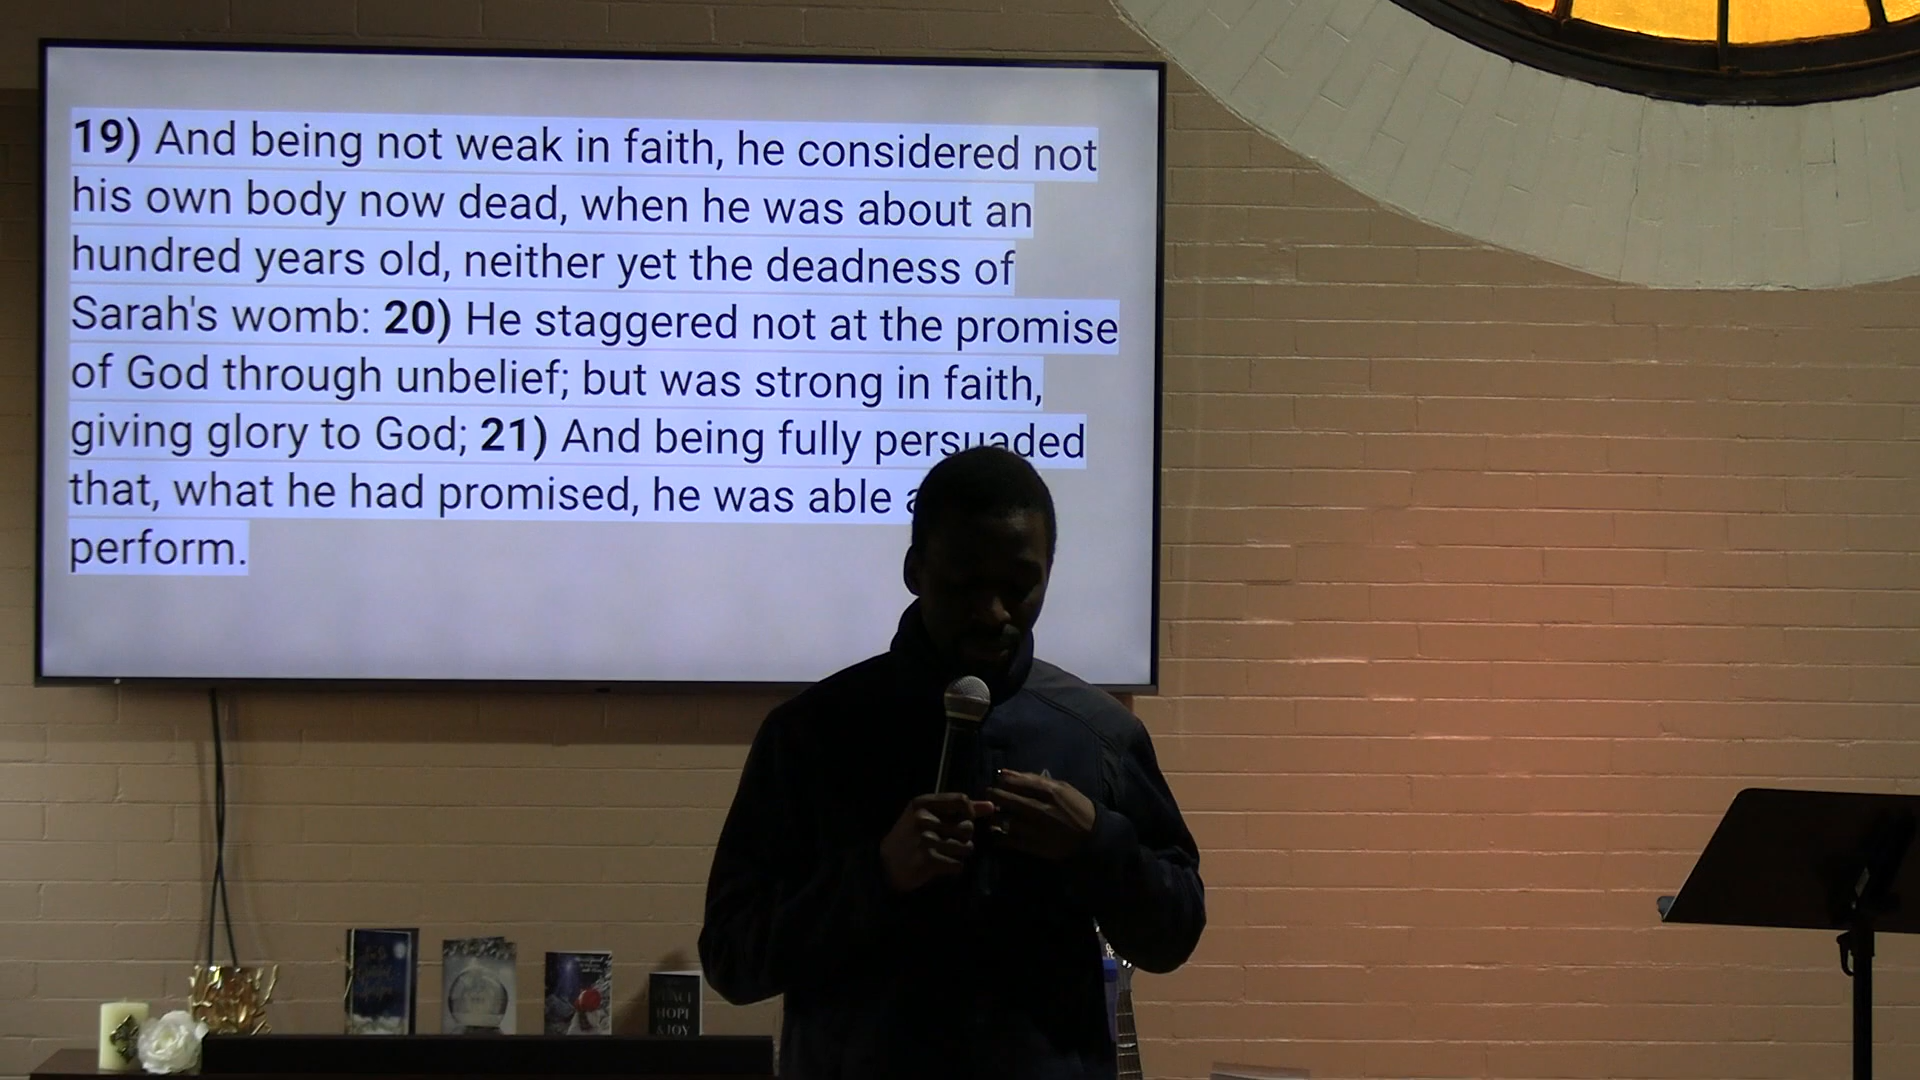 19) And being not weak in faith, he considered not
his own body now dead, when he was about an
hundred years old, neither yet the deadness of
Sarah's womb: 20) He staggered not at the promise
of God through unbelief; but was strong in faith,
giving glory to God; 21) And being fully persuaded
that, what he had promised, he was able
perform.
HOPE
& JOY